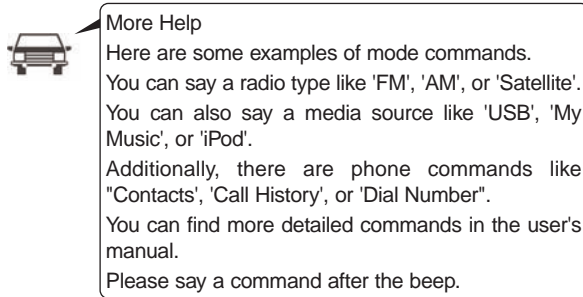 More Help
Here are some examples of mode commands.
You can say a radio type like 'FM', 'AM', or 'Satellite'.
You can also say a media source like 'USB', 'My
Music', or 'iPod'.
Additionally, there are phone commands like
"Contacts', 'Call History', or 'Dial Number".
You can find more detailed commands in the user's
manual.
Please say a command after the beep.